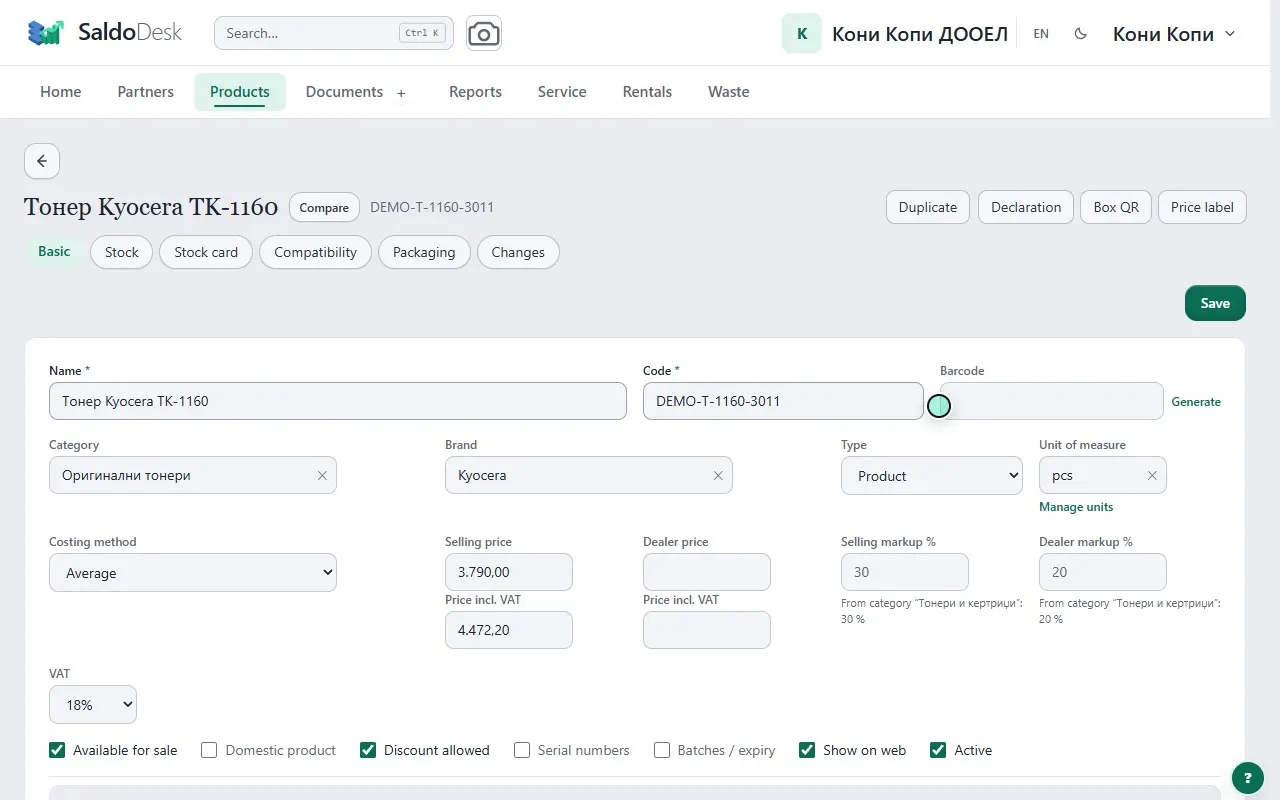 SaldoDesk
Search... Ctrl K
K Кони Копи ДООЕЛ EN Кони Копи
Home Partners Products Documents + Reports Service Rentals Waste
Тонер Kyocera TK-1160 Compare DEMO-T-1160-3011 Duplicate Declaration Box QR Price label
Basic Stock Stock card Compatibility Packaging Changes
Save
Name * Code * Barcode
Тонер Kyocera TK-1160 DEMO-T-1160-3011 Generate
Category Brand Type Unit of measure
Оригинални тонери Kyocera Product pcs
Manage units
Costing method Selling price Dealer price Selling markup % Dealer markup %
Average 3.790,00 30 20
Price incl. VAT Price incl. VAT From category "Тонери и кертриџи": From category "Тонери и кертриџи":
30 % 20 %
4.472,20
VAT
18%
Available for sale Domestic product Discount allowed Serial numbers Batches / expiry Show on web Active
?